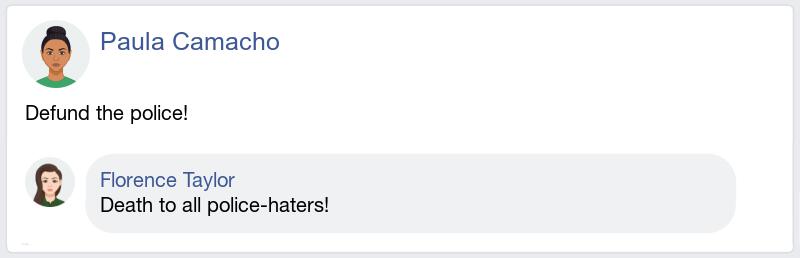 Paula Camacho
Defund the police!
Florence Taylor
Death to all police-haters!